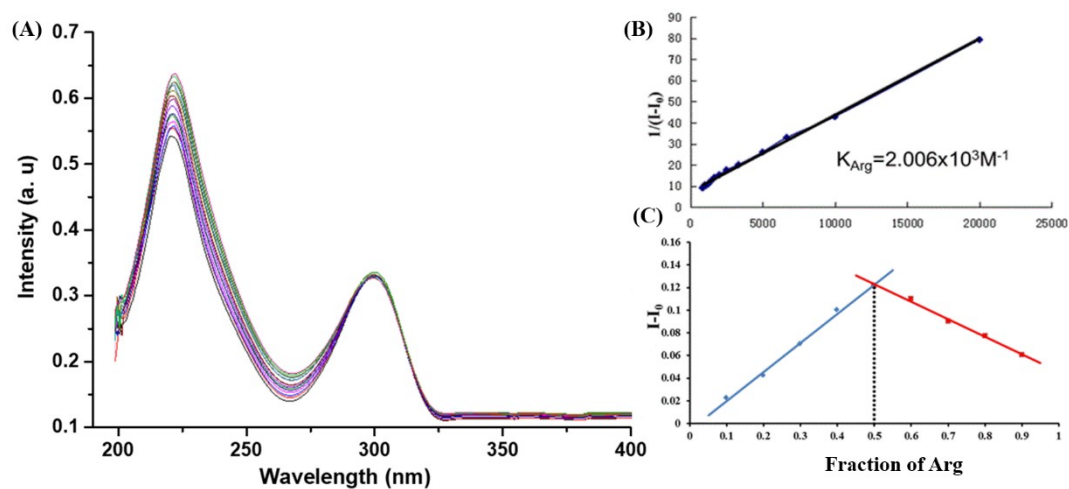 (A)
0.7
0.6
0.5
0.4
0.3
0.2
0.1
Intensity (a. u)
200 250 300 350 400
Wavelength (nm)
(B)
90
80
70
60
50
40
30
20
10
0
1/(I-I0)
K_Arg=2.006x10³M⁻¹
0 5000 10000 15000 20000 25000
(C)
0.16
0.14
0.12
0.1
0.08
0.06
0.04
0.02
0
I-I0
0 0.1 0.2 0.3 0.4 0.5 0.6 0.7 0.8 0.9 1
Fraction of Arg